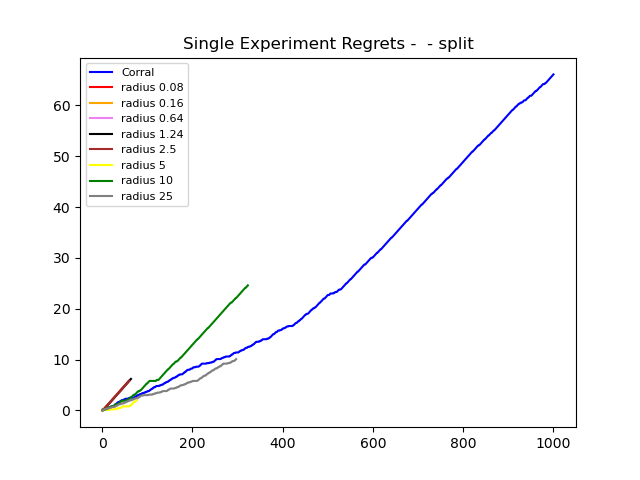 Single Experiment Regrets -  - split
Corral
radius 0.08
radius 0.16
radius 0.64
radius 1.24
radius 2.5
radius 5
radius 10
radius 25
60
50
40
30
20
10
0
0 200 400 600 800 1000